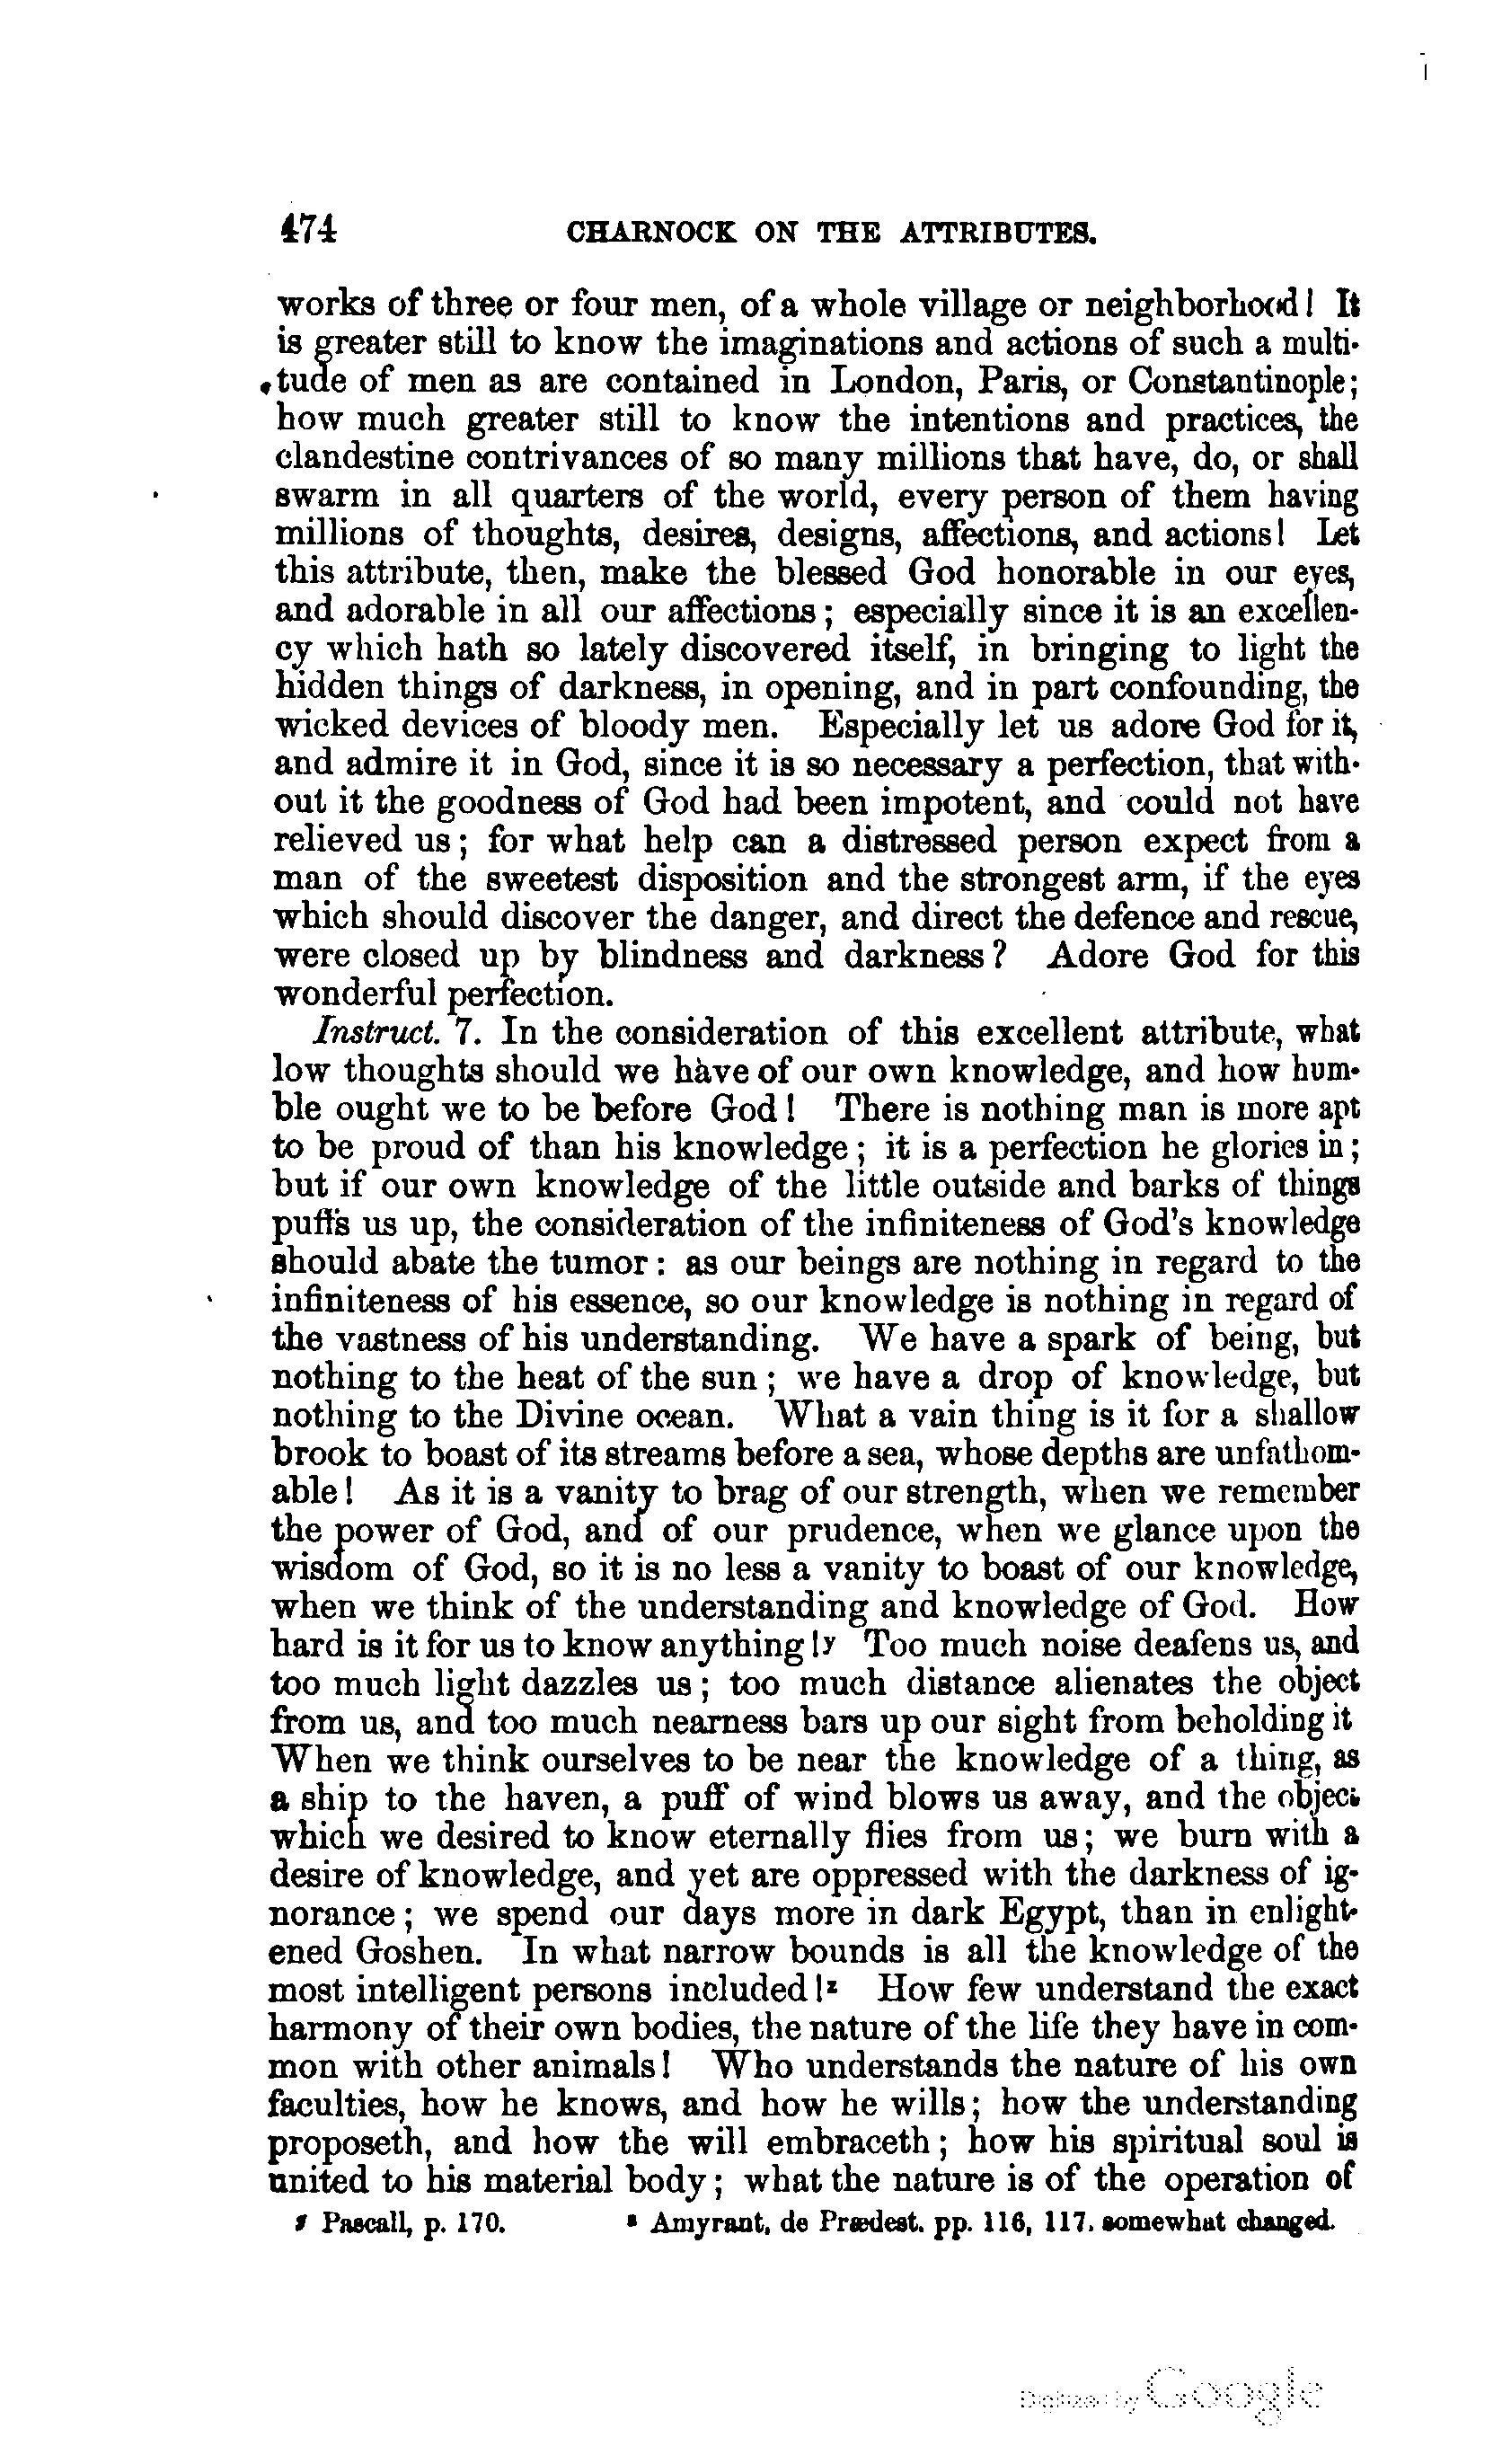 474 CHARNOCK ON THE ATTRIBUTES.
works of three or four men, of a whole village or neighborhood! It
is greater still to know the imaginations and actions of such a multi-
tude of men as are contained in London, Paris, or Constantinople;
how much greater still to know the intentions and practices, the
clandestine contrivances of so many millions that have, do, or shall
swarm in all quarters of the world, every person of them having
millions of thoughts, desires, designs, affections, and actions! Let
this attribute, then, make the blessed God honorable in our eyes,
and adorable in all our affections; especially since it is an excellen-
cy which hath so lately discovered itself, in bringing to light the
hidden things of darkness, in opening, and in part confounding, the
wicked devices of bloody men. Especially let us adore God for it,
and admire it in God, since it is so necessary a perfection, that with-
out it the goodness of God had been impotent, and could not have
relieved us; for what help can a distressed person expect from a
man of the sweetest disposition and the strongest arm, if the eyes
which should discover the danger, and direct the defence and rescue,
were closed up by blindness and darkness? Adore God for this
wonderful perfection.
Instruct. 7. In the consideration of this excellent attribute, what
low thoughts should we have of our own knowledge, and how hum-
ble ought we to be before God! There is nothing man is more apt
to be proud of than his knowledge; it is a perfection he glories in;
but if our own knowledge of the little outside and barks of things
puffs us up, the consideration of the infiniteness of God's knowledge
should abate the tumor: as our beings are nothing in regard to the
infiniteness of his essence, so our knowledge is nothing in regard of
the vastness of his understanding. We have a spark of being, but
nothing to the heat of the sun; we have a drop of knowledge, but
nothing to the Divine ocean. What a vain thing is it for a shallow
brook to boast of its streams before a sea, whose depths are unfathom-
able! As it is a vanity to brag of our strength, when we remember
the power of God, and of our prudence, when we glance upon the
wisdom of God, so it is no less a vanity to boast of our knowledge,
when we think of the understanding and knowledge of God. How
hard is it for us to know anything!y Too much noise deafens us, and
too much light dazzles us; too much distance alienates the object
from us, and too much nearness bars up our sight from beholding it
When we think ourselves to be near the knowledge of a thing, as
a ship to the haven, a puff of wind blows us away, and the object
which we desired to know eternally flies from us; we burn with a
desire of knowledge, and yet are oppressed with the darkness of ig-
norance; we spend our days more in dark Egypt, than in enlight-
ened Goshen. In what narrow bounds is all the knowledge of the
most intelligent persons included!z How few understand the exact
harmony of their own bodies, the nature of the life they have in com-
mon with other animals! Who understands the nature of his own
faculties, how he knows, and how he wills; how the understanding
proposeth, and how the will embraceth; how his spiritual soul is
united to his material body; what the nature is of the operation of
y Pascall, p. 170. z Amyrant, de Prædest. pp. 116, 117. somewhat changed.
Digitized by Google